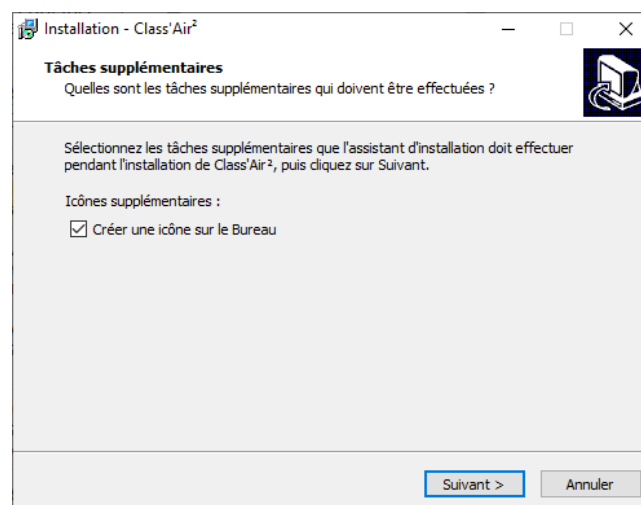 Installation - Class'Air²
Tâches supplémentaires
Quelles sont les tâches supplémentaires qui doivent être effectuées ?
Sélectionnez les tâches supplémentaires que l'assistant d'installation doit effectuer
pendant l'installation de Class'Air², puis cliquez sur Suivant.
Icônes supplémentaires :
Créer une icône sur le Bureau
Suivant >
Annuler